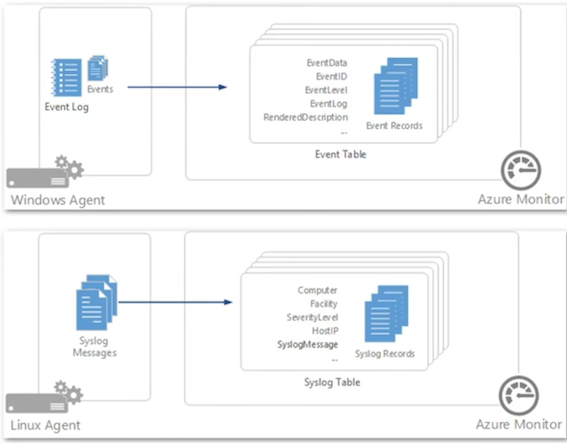 Events
Event Log
Windows Agent
EventData
EventID
EventLevel
EventLog
RenderedDescription
...
Event Records
Event Table
Azure Monitor
Syslog
Messages
Linux Agent
Computer
Facility
SeverityLevel
HostIP
SyslogMessage
...
Syslog Records
Syslog Table
Azure Monitor